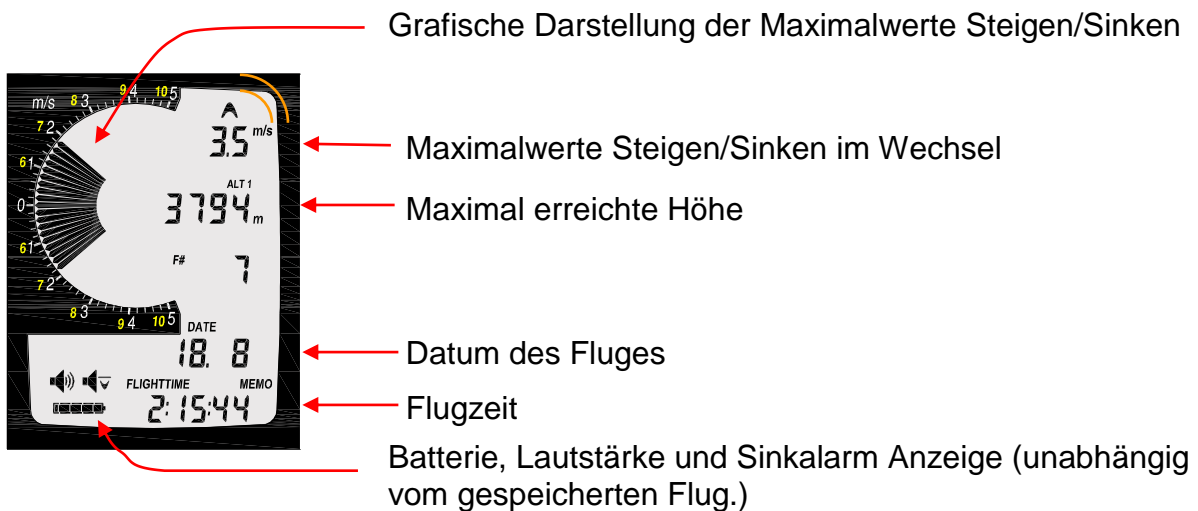 Grafische Darstellung der Maximalwerte Steigen/Sinken
9 4 10 5
m/s 8 3
7 2
3.5 m/s
Maximalwerte Steigen/Sinken im Wechsel
6 1
ALT 1
0
3794 m
Maximal erreichte Höhe
6 1
F# 7
7 2
8 3
9 4 10 5
DATE
18. 8
Datum des Fluges
FLIGHTTIME MEMO
2:15:44
Flugzeit
Batterie, Lautstärke und Sinkalarm Anzeige (unabhängig
vom gespeicherten Flug.)